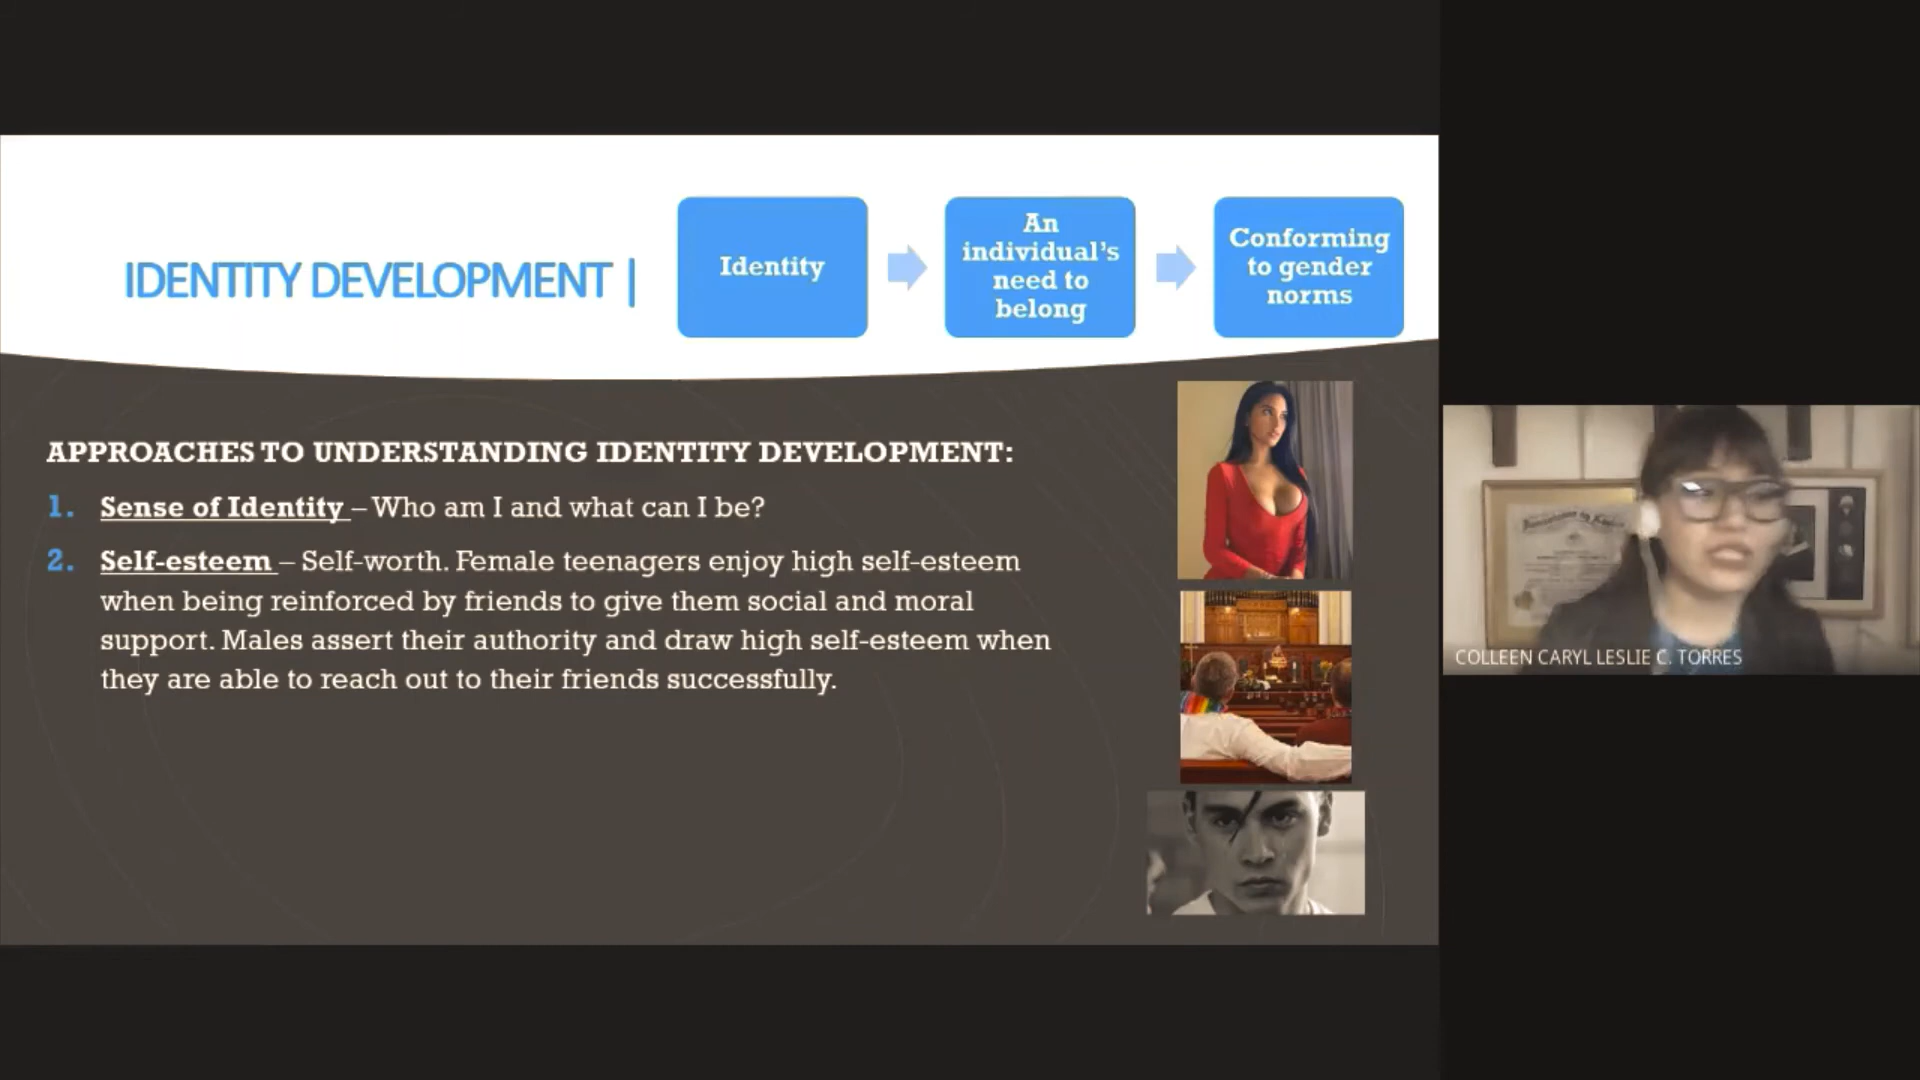 IDENTITY DEVELOPMENT |
Identity
An
individual's
need to
belong
Conforming
to gender
norms
APPROACHES TO UNDERSTANDING IDENTITY DEVELOPMENT:
1. Sense of Identity – Who am I and what can I be?
2. Self-esteem – Self-worth. Female teenagers enjoy high self-esteem
when being reinforced by friends to give them social and moral
support. Males assert their authority and draw high self-esteem when
they are able to reach out to their friends successfully.
COLLEEN CARYL LESLIE C. TORRES